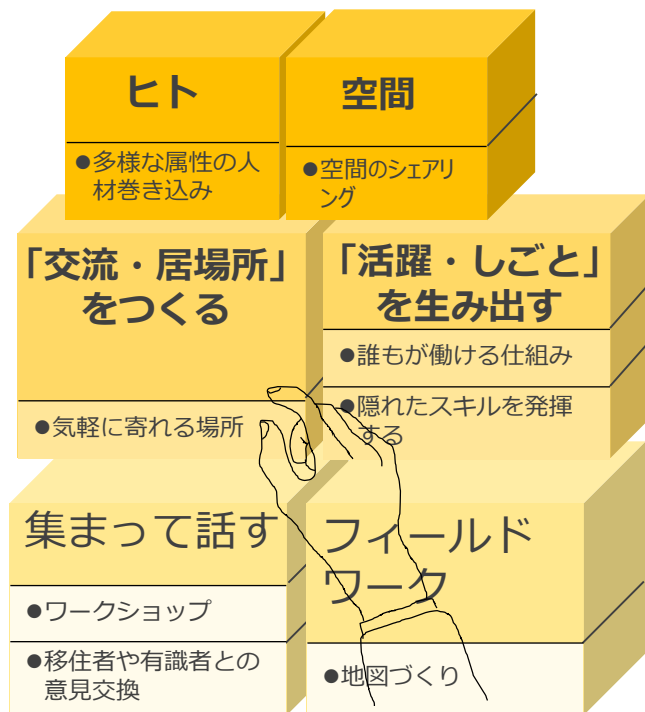 ヒト
●多様な属性の人
材巻き込み
空間
●空間のシェアリ
ング
「交流・居場所」
をつくる
●気軽に寄れる場所
「活躍・しごと」
を生み出す
●誰もが働ける仕組み
●隠れたスキルを発揮
する
集まって話す
●ワークショップ
●移住者や有識者との
意見交換
フィールド
ワーク
●地図づくり